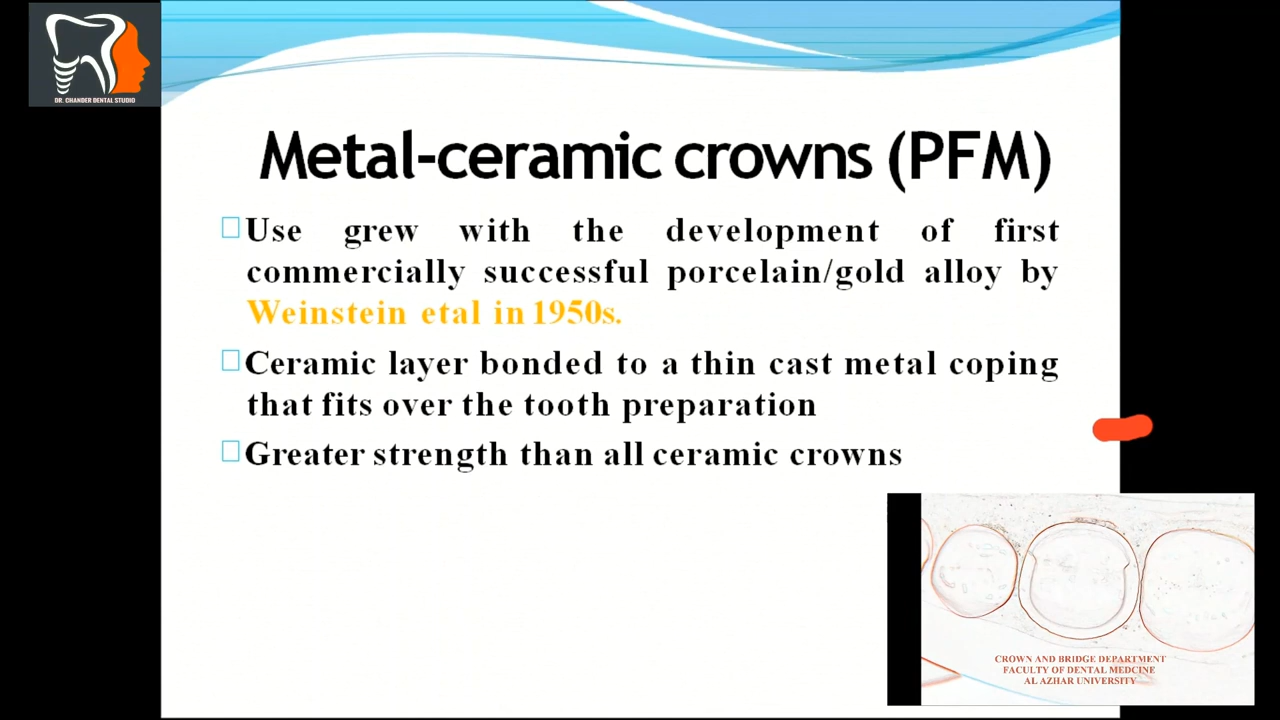 DR. CHANDER DENTAL STUDIO
Metal-ceramic crowns (PFM)
Use grew with the development of first
commercially successful porcelain/gold alloy by
Weinstein etal in 1950s.
Ceramic layer bonded to a thin cast metal coping
that fits over the tooth preparation
Greater strength than all ceramic crowns
CROWN AND BRIDGE DEPARTMENT
FACULTY OF DENTAL MEDCINE
AL AZHAR UNIVERSITY